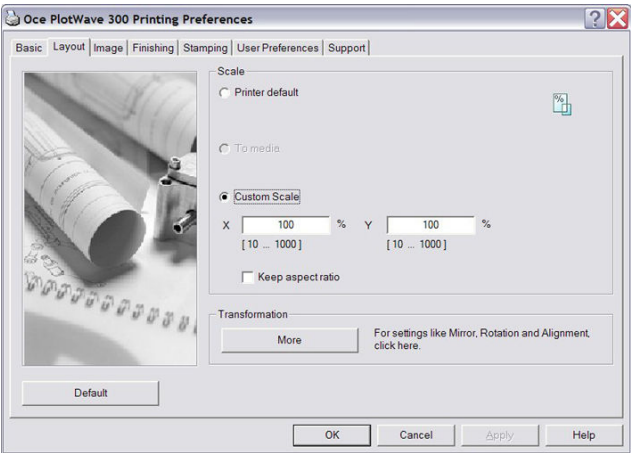 Oce PlotWave 300 Printing Preferences
Basic Layout Image Finishing Stamping User Preferences Support
Scale
Printer default
%
To media
Custom Scale
X 100 % Y 100 %
[ 10 ... 1000 ] [ 10 ... 1000 ]
Keep aspect ratio
Transformation
More
For settings like Mirror, Rotation and Alignment,
click here.
Default
OK Cancel Apply Help